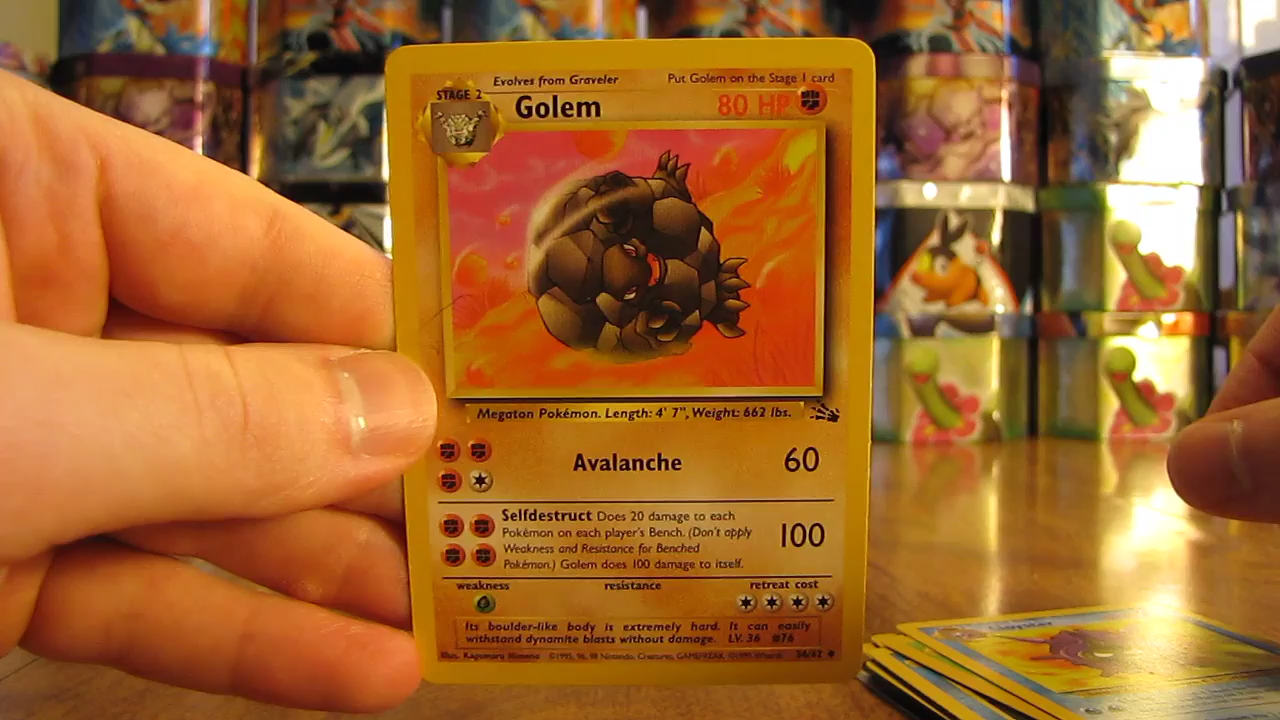 Evolves from Graveler Put Golem on the Stage 1 card
STAGE 2 Golem 80 HP
Megaton Pokémon. Length: 4' 7", Weight: 662 lbs.
Avalanche 60
Selfdestruct Does 20 damage to each
Pokémon on each player's Bench. (Don't apply
Weakness and Resistance for Benched
Pokémon.) Golem does 100 damage to itself.
100
weakness resistance retreat cost
Its boulder-like body is extremely hard. It can easily
withstand dynamite blasts without damage. LV. 36 #76
Illus. Kagemaru Himeno ©1995, 96, 98 Nintendo, Creatures, GAMEFREAK. ©1999 Wizards. 36/62
Cloyster